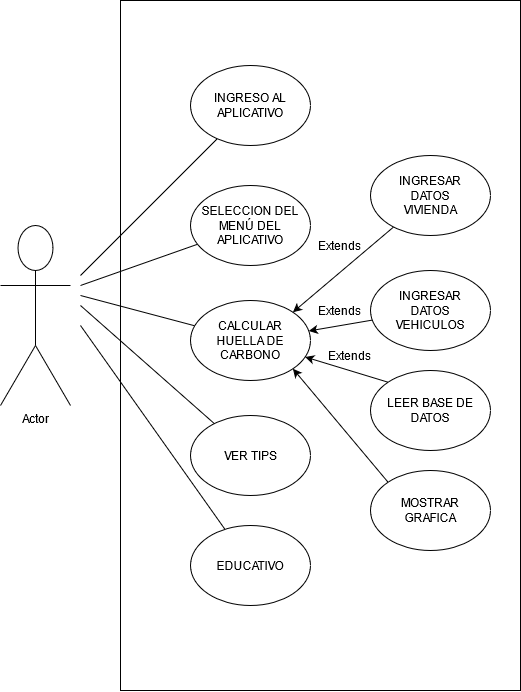 INGRESO AL
APLICATIVO
INGRESAR
DATOS
VIVIENDA
SELECCION DEL
MENÚ DEL
APLICATIVO
Extends
INGRESAR
DATOS
VEHICULOS
Extends
CALCULAR
HUELLA DE
CARBONO
Extends
LEER BASE DE
DATOS
Actor
VER TIPS
MOSTRAR
GRAFICA
EDUCATIVO